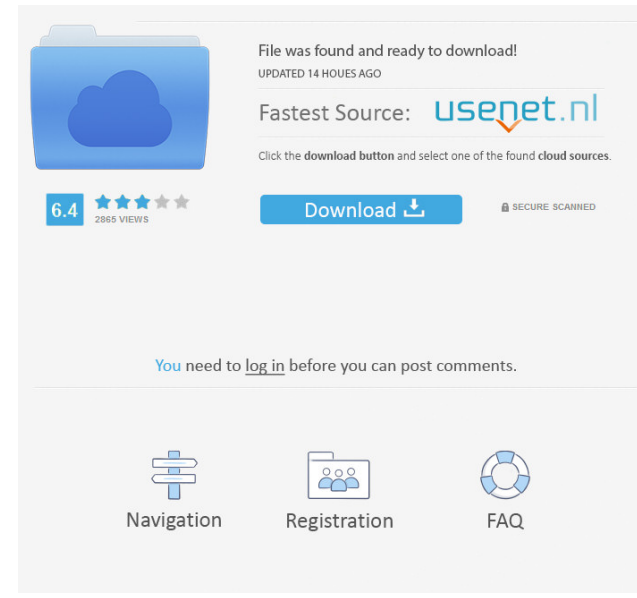 File was found and ready to download!
UPDATED 14 HOUES AGO
Fastest Source: usenet.nl
Click the download button and select one of the found cloud sources.
6.4
2865 VIEWS
Download
SECURE SCANNED
You need to log in before you can post comments.
Navigation
Registration
FAQ